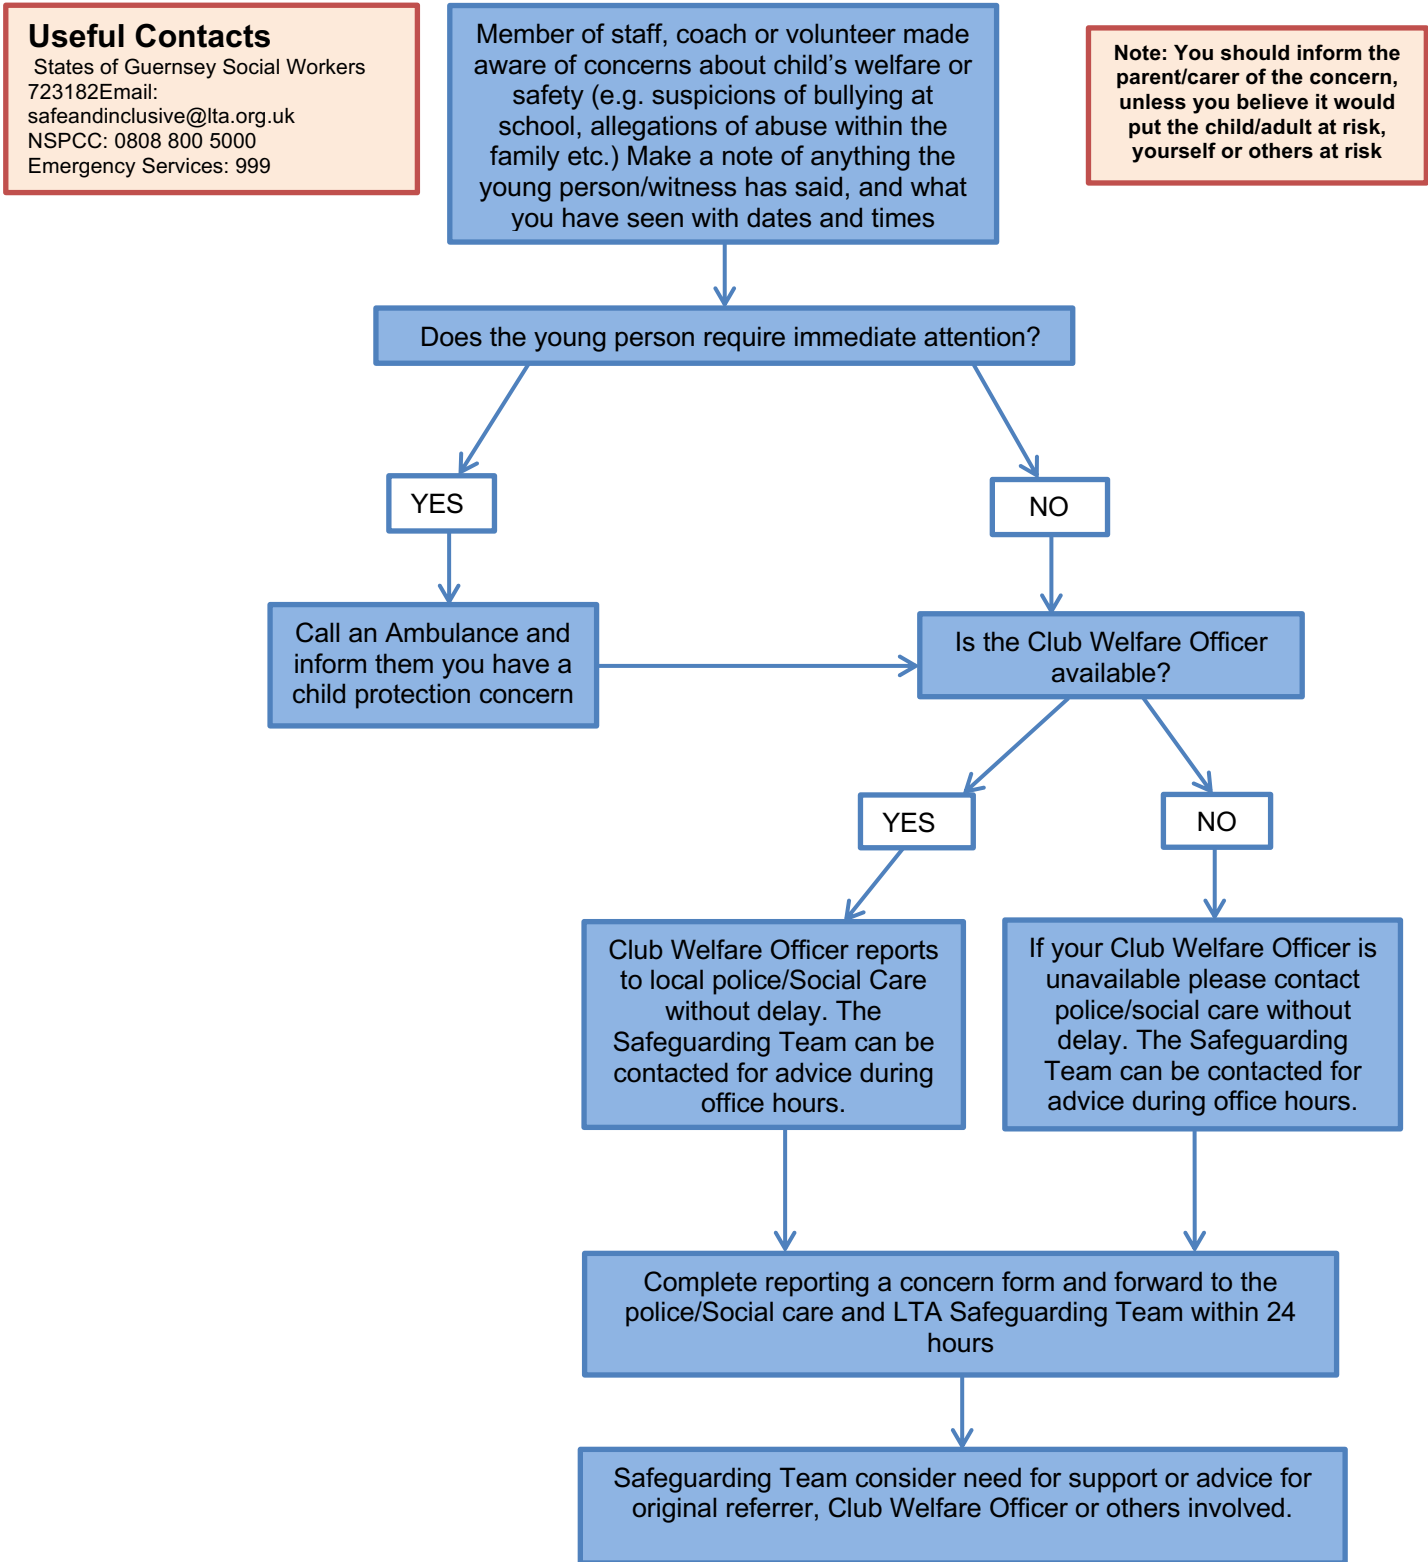 Useful Contacts
States of Guernsey Social Workers
723182Email:
safeandinclusive@lta.org.uk
NSPCC: 0808 800 5000
Emergency Services: 999
Member of staff, coach or volunteer made
aware of concerns about child’s welfare or
safety (e.g. suspicions of bullying at
school, allegations of abuse within the
family etc.) Make a note of anything the
young person/witness has said, and what
you have seen with dates and times
Note: You should inform the
parent/carer of the concern,
unless you believe it would
put the child/adult at risk,
yourself or others at risk
Does the young person require immediate attention?
YES
NO
Call an Ambulance and
inform them you have a
child protection concern
Is the Club Welfare Officer
available?
YES
NO
Club Welfare Officer reports
to local police/Social Care
without delay. The
Safeguarding Team can be
contacted for advice during
office hours.
If your Club Welfare Officer is
unavailable please contact
police/social care without
delay. The Safeguarding
Team can be contacted for
advice during office hours.
Complete reporting a concern form and forward to the
police/Social care and LTA Safeguarding Team within 24
hours
Safeguarding Team consider need for support or advice for
original referrer, Club Welfare Officer or others involved.